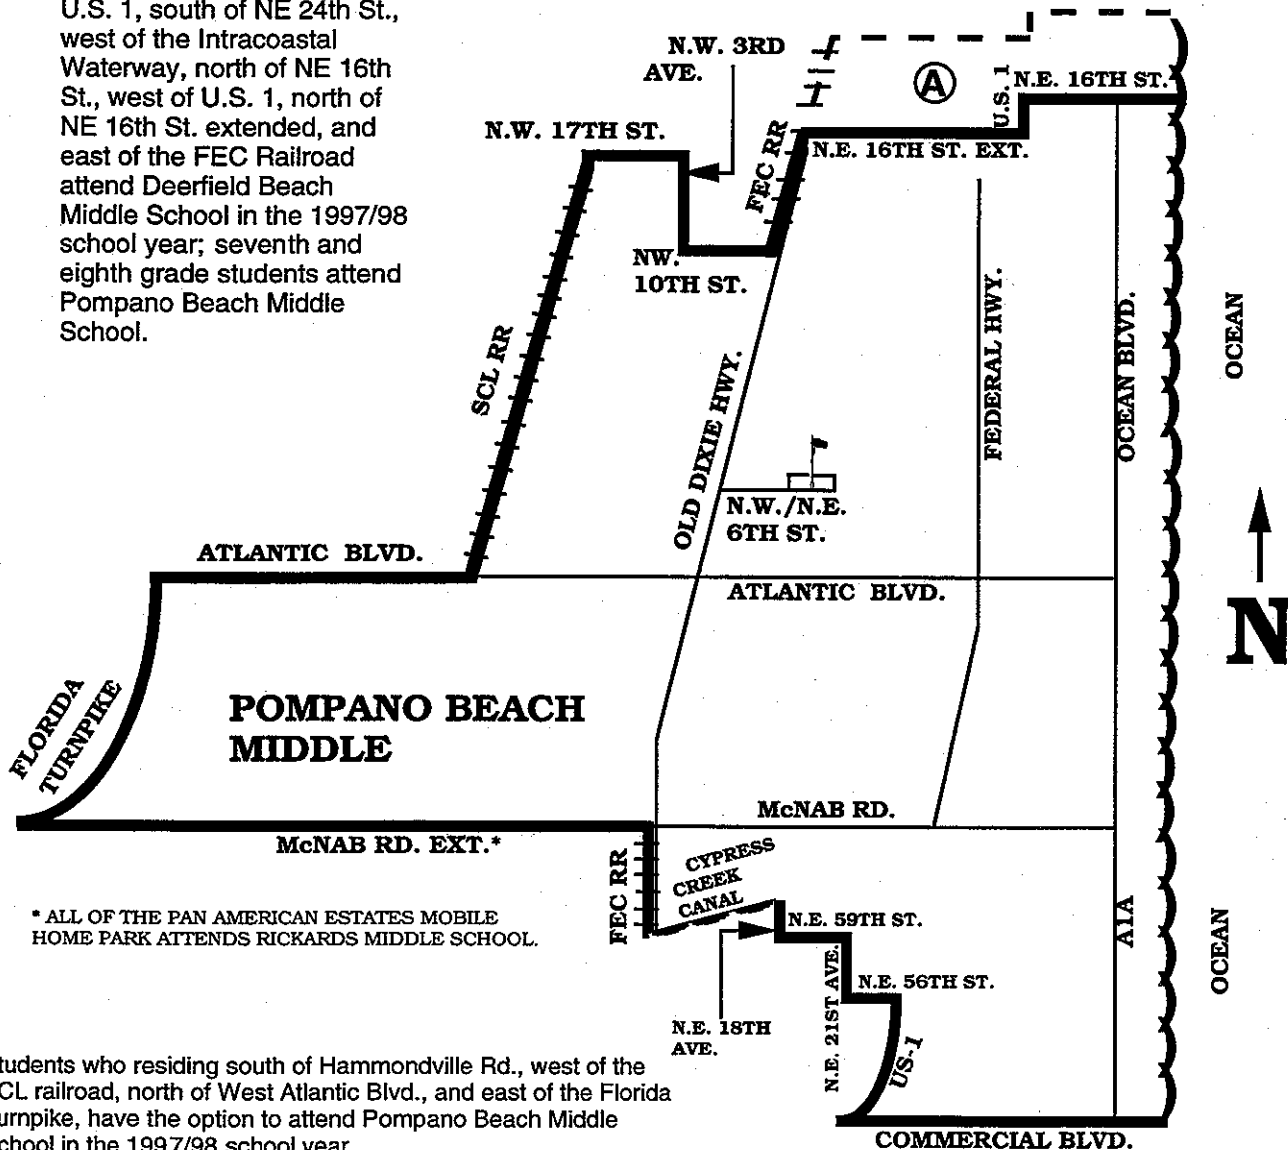 U.S. 1, south of NE 24th St.,
west of the Intracoastal
Waterway, north of NE 16th
St., west of U.S. 1, north of
NE 16th St. extended, and
east of the FEC Railroad
attend Deerfield Beach
Middle School in the 1997/98
school year; seventh and
eighth grade students attend
Pompano Beach Middle
School.
N.W. 3RD
AVE.
A
U.S. 1
N.E. 16TH ST.
N.W. 17TH ST.
FEC RR
N.E. 16TH ST. EXT.
NW.
10TH ST.
SCL RR
OLD DIXIE HWY.
FEDERAL HWY.
OCEAN BLVD.
OCEAN
N.W./N.E.
6TH ST.
ATLANTIC BLVD.
ATLANTIC BLVD.
N
FLORIDA
TURNPIKE
POMPANO BEACH
MIDDLE
McNAB RD.
McNAB RD. EXT.*
FEC RR
CYPRESS
CREEK
CANAL
A1A
OCEAN
* ALL OF THE PAN AMERICAN ESTATES MOBILE
HOME PARK ATTENDS RICKARDS MIDDLE SCHOOL.
N.E. 59TH ST.
N.E. 21ST AVE.
N.E. 56TH ST.
N.E. 18TH
AVE.
US-1
tudents who residing south of Hammondville Rd., west of the
CL railroad, north of West Atlantic Blvd., and east of the Florida
urnpike, have the option to attend Pompano Beach Middle
chool in the 1997/98 school year
COMMERCIAL BLVD.